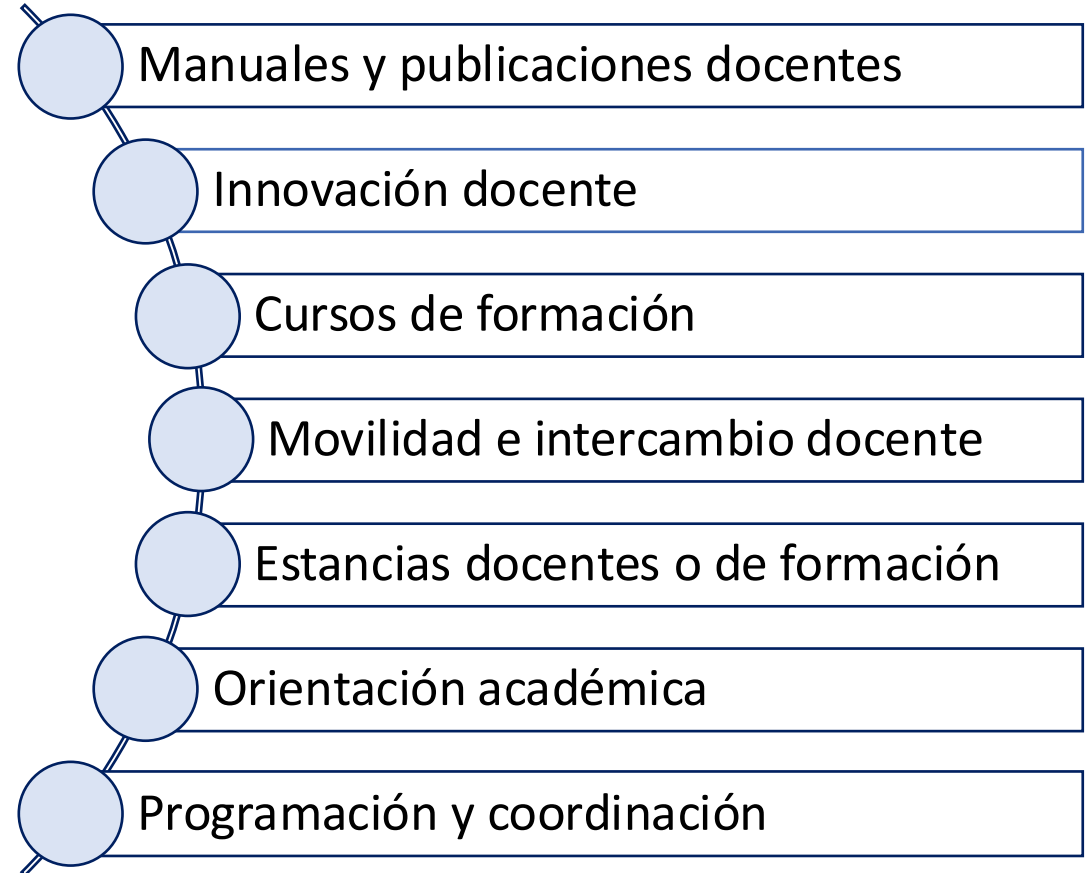 Manuales y publicaciones docentes
Innovación docente
Cursos de formación
Movilidad e intercambio docente
Estancias docentes o de formación
Orientación académica
Programación y coordinación